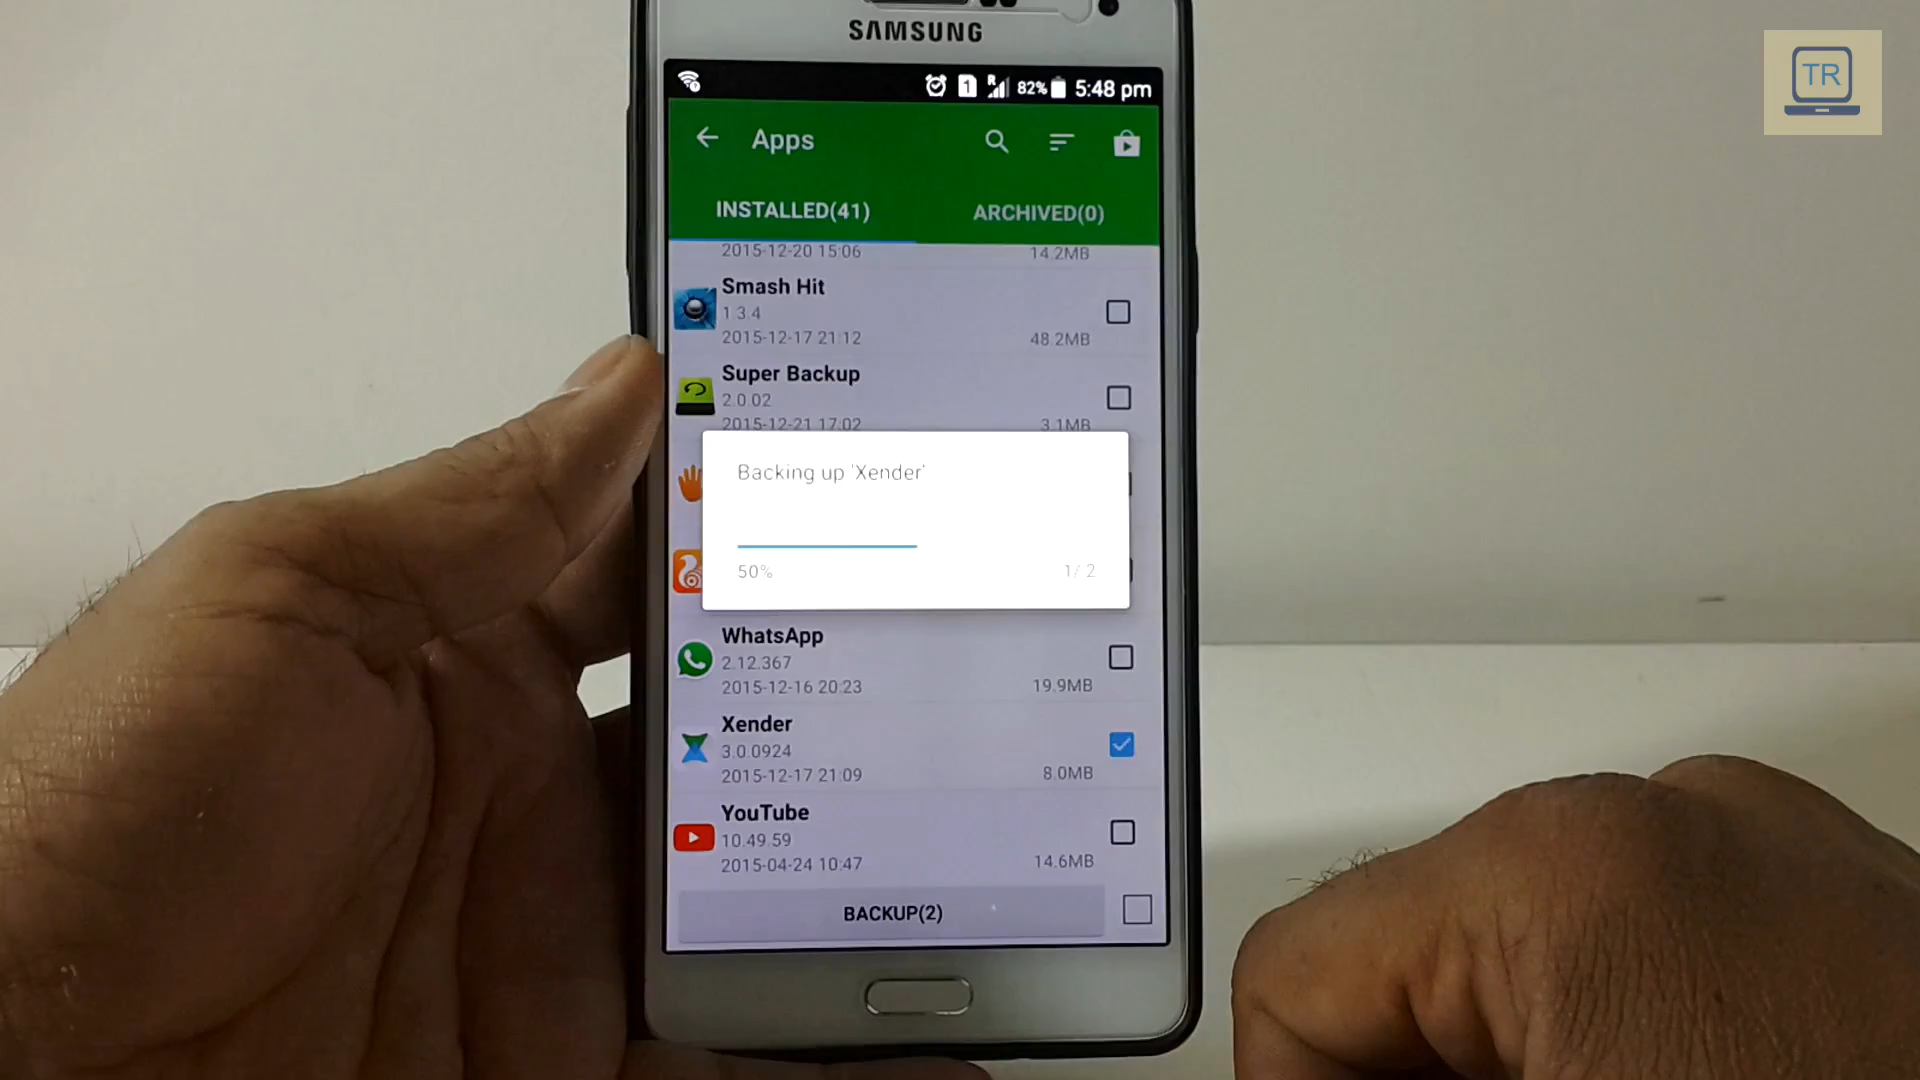 SAMSUNG
TR
1 R 82% 5:48 pm
Apps
INSTALLED(41) ARCHIVED(0)
2015-12-20 15:06 14.2MB
Smash Hit
1.3.4
2015-12-17 21:12 48.2MB
Super Backup
2.0.02
2015-12-21 17:02 3.1MB
Backing up 'Xender'
50% 1/ 2
WhatsApp
2.12.367
2015-12-16 20:23 19.9MB
Xender
3.0.0924
2015-12-17 21:09 8.0MB
YouTube
10.49.59
2015-04-24 10:47 14.6MB
BACKUP(2)